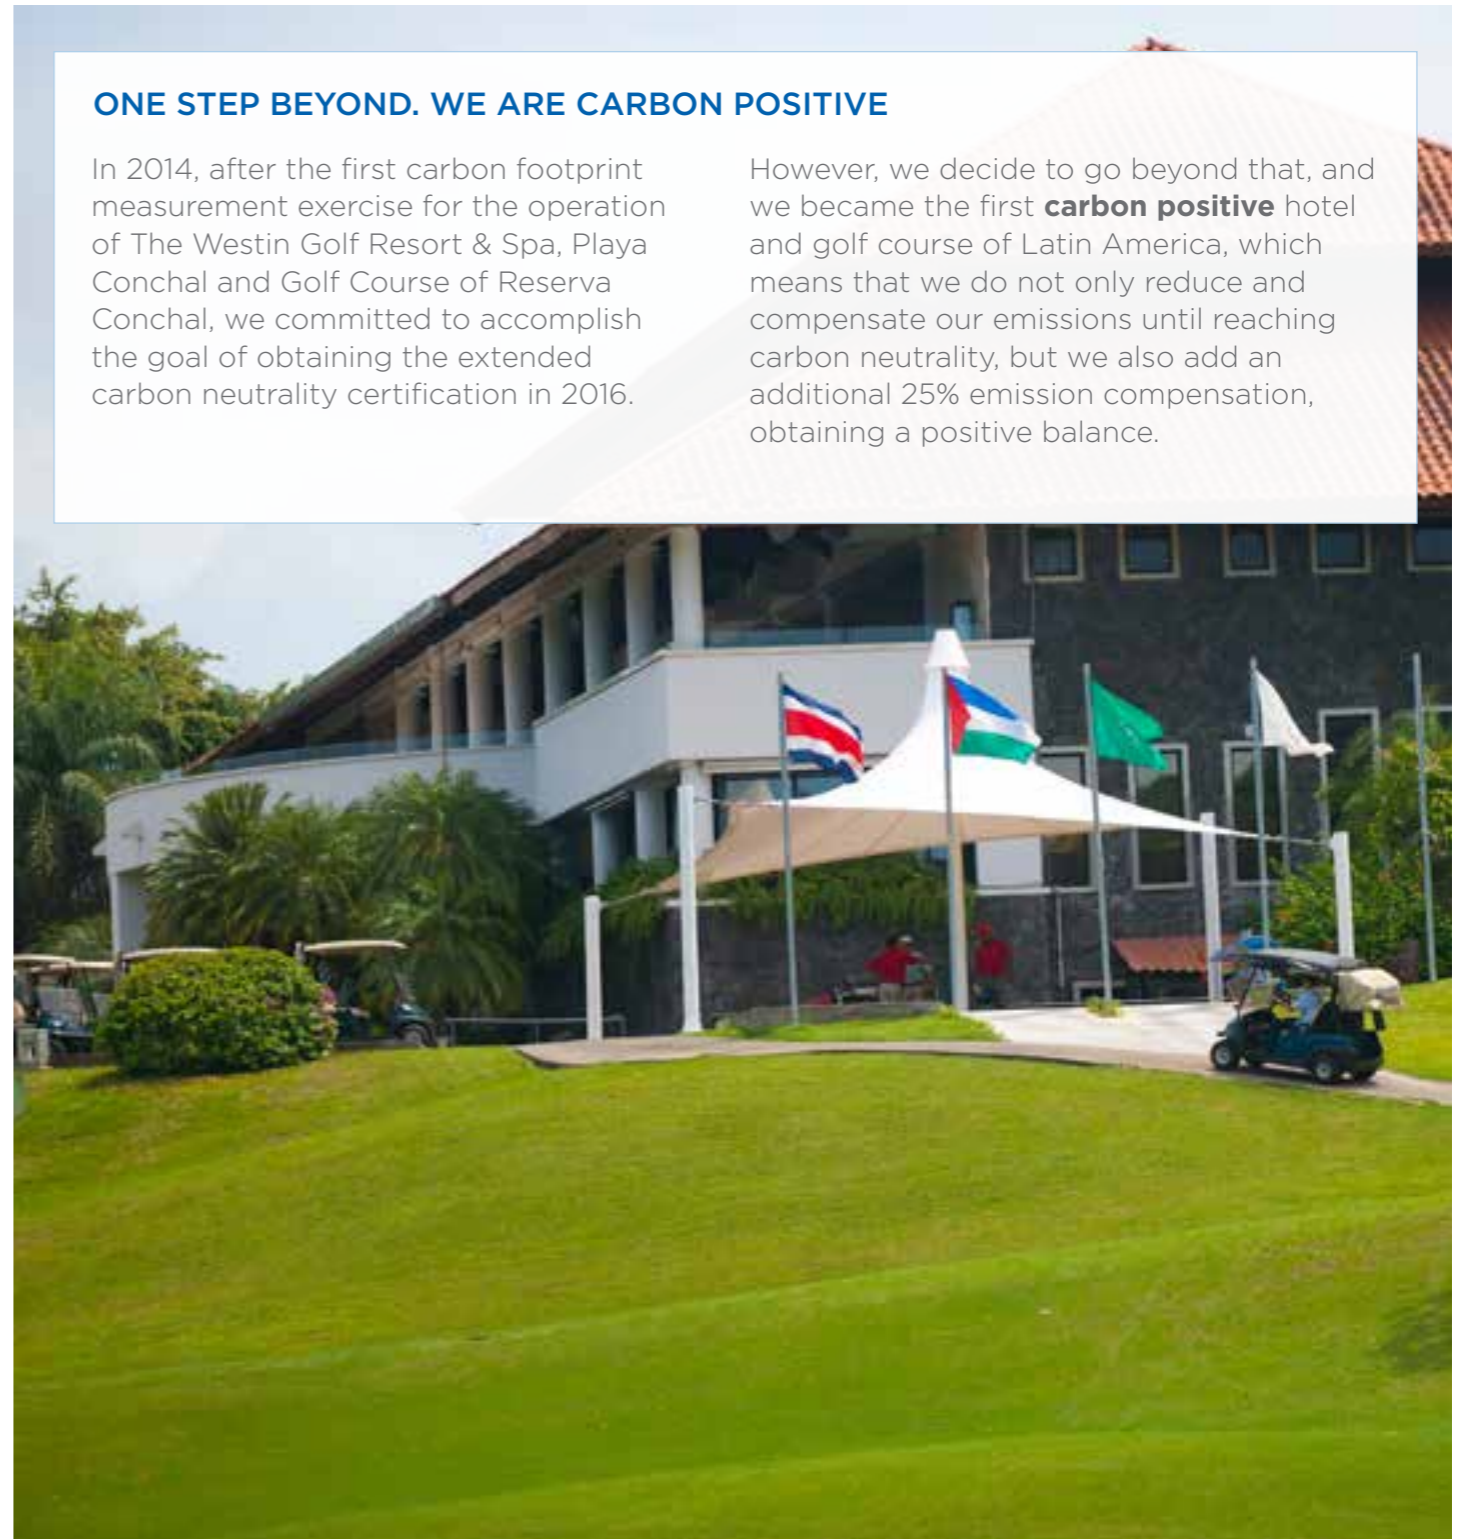 ONE STEP BEYOND. WE ARE CARBON POSITIVE
In 2014, after the first carbon footprint
measurement exercise for the operation
of The Westin Golf Resort & Spa, Playa
Conchal and Golf Course of Reserva
Conchal, we committed to accomplish
the goal of obtaining the extended
carbon neutrality certification in 2016.
However, we decide to go beyond that, and
we became the first carbon positive hotel
and golf course of Latin America, which
means that we do not only reduce and
compensate our emissions until reaching
carbon neutrality, but we also add an
additional 25% emission compensation,
obtaining a positive balance.